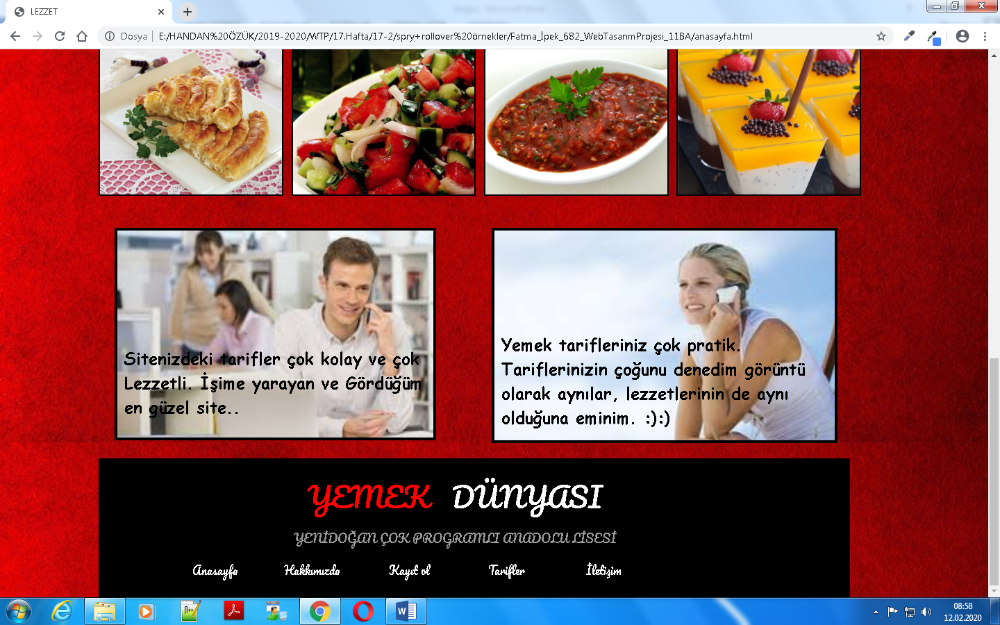 LEZZET
Dosya
E:/HANDAN%20ÖZÜK/2019-2020/WTP/17.Hafta/17-2/spry+rollover%20örnekler/Fatma_İpek_682_WebTasarımProjesi_11BA/anasayfa.html
Sitenizdeki tarifler çok kolay ve çok
Lezzetli. İşime yarayan ve Gördüğüm
en güzel site..
Yemek tarifleriniz çok pratik.
Tariflerinizin çoğunu denedim görüntü
olarak aynılar, lezzetlerinin de aynı
olduğuna eminim. :):)
YEMEK DÜNYASI
YENİDOĞAN ÇOK PROGRAMLI ANADOLU LİSESİ
Anasayfa Hakkımızda Kayıt ol Tarifler İletişim
08:58
12.02.2020